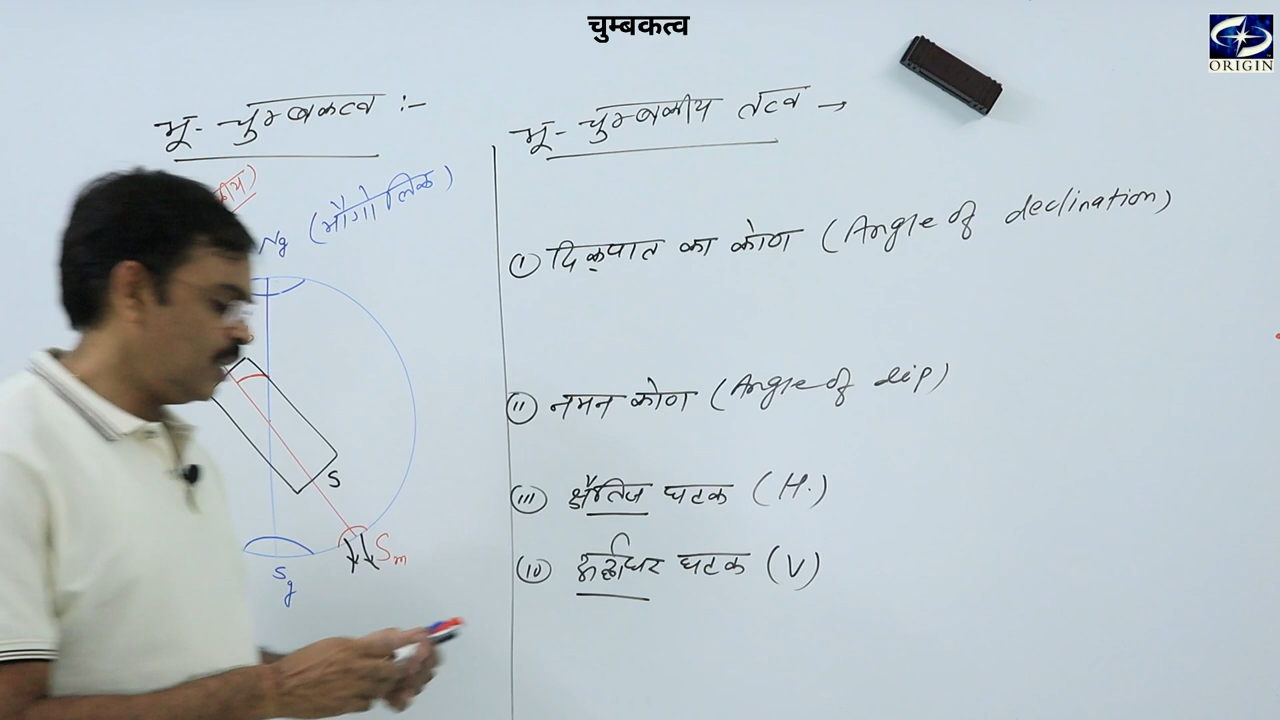 चुम्बकत्व
ORIGIN
भू- चुम्बकत्व :-
Ng (भौगोलिक)
S
Sm
Sg
भू- चुम्बकीय तत्व →
(i) दिक्पात का कोण (Angle of declination)
(ii) नमन कोण (Angle of dip)
(iii) क्षैतिज घटक (H.)
(iv) ऊर्ध्वाधर घटक (V)